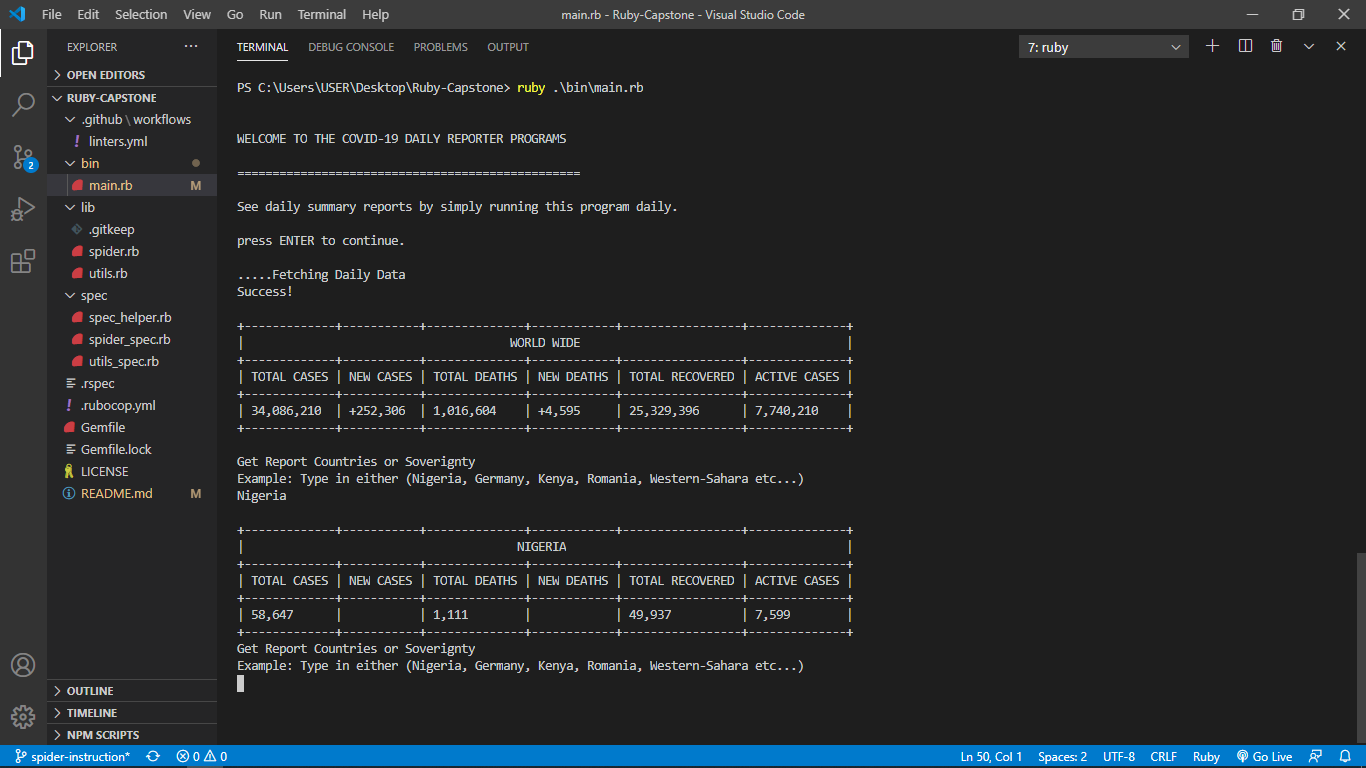 File Edit Selection View Go Run Terminal Help main.rb - Ruby-Capstone - Visual Studio Code
EXPLORER ...
OPEN EDITORS
RUBY-CAPSTONE
.github \ workflows
linters.yml
bin
main.rb M
lib
.gitkeep
spider.rb
utils.rb
spec
spec_helper.rb
spider_spec.rb
utils_spec.rb
.rspec
.rubocop.yml
Gemfile
Gemfile.lock
LICENSE
README.md M
OUTLINE
TIMELINE
NPM SCRIPTS
2
TERMINAL DEBUG CONSOLE PROBLEMS OUTPUT 7: ruby
PS C:\Users\USER\Desktop\Ruby-Capstone> ruby .\bin\main.rb
WELCOME TO THE COVID-19 DAILY REPORTER PROGRAMS
=================================================
See daily summary reports by simply running this program daily.
press ENTER to continue.
.....Fetching Daily Data
Success!
+-------------+-----------+--------------+------------+-----------------+--------------+
| WORLD WIDE |
+-------------+-----------+--------------+------------+-----------------+--------------+
| TOTAL CASES | NEW CASES | TOTAL DEATHS | NEW DEATHS | TOTAL RECOVERED | ACTIVE CASES |
+-------------+-----------+--------------+------------+-----------------+--------------+
| 34,086,210 | +252,306 | 1,016,604 | +4,595 | 25,329,396 | 7,740,210 |
+-------------+-----------+--------------+------------+-----------------+--------------+
Get Report Countries or Soverignty
Example: Type in either (Nigeria, Germany, Kenya, Romania, Western-Sahara etc...)
Nigeria
+-------------+-----------+--------------+------------+-----------------+--------------+
| NIGERIA |
+-------------+-----------+--------------+------------+-----------------+--------------+
| TOTAL CASES | NEW CASES | TOTAL DEATHS | NEW DEATHS | TOTAL RECOVERED | ACTIVE CASES |
+-------------+-----------+--------------+------------+-----------------+--------------+
| 58,647 | | 1,111 | | 49,937 | 7,599 |
+-------------+-----------+--------------+------------+-----------------+--------------+
Get Report Countries or Soverignty
Example: Type in either (Nigeria, Germany, Kenya, Romania, Western-Sahara etc...)
spider-instruction* 0 0 Ln 50, Col 1 Spaces: 2 UTF-8 CRLF Ruby Go Live